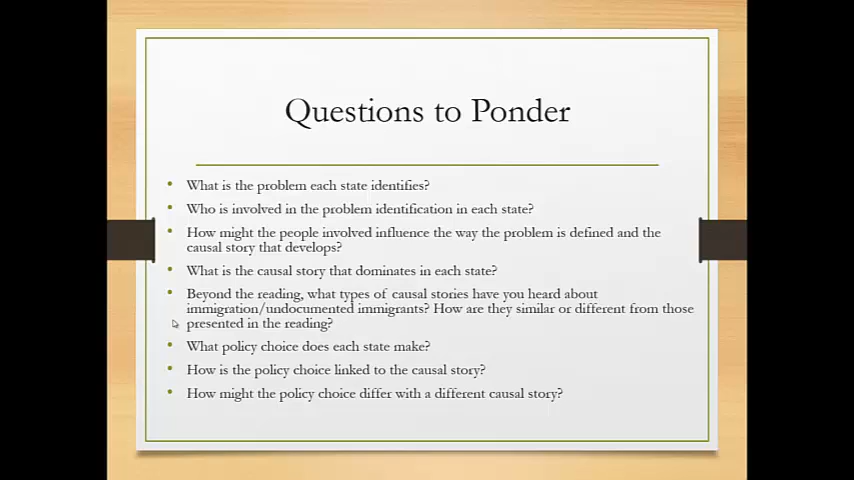 Questions to Ponder
• What is the problem each state identifies?
• Who is involved in the problem identification in each state?
• How might the people involved influence the way the problem is defined and the
causal story that develops?
• What is the causal story that dominates in each state?
• Beyond the reading, what types of causal stories have you heard about
immigration/undocumented immigrants? How are they similar or different from those
presented in the reading?
• What policy choice does each state make?
• How is the policy choice linked to the causal story?
• How might the policy choice differ with a different causal story?